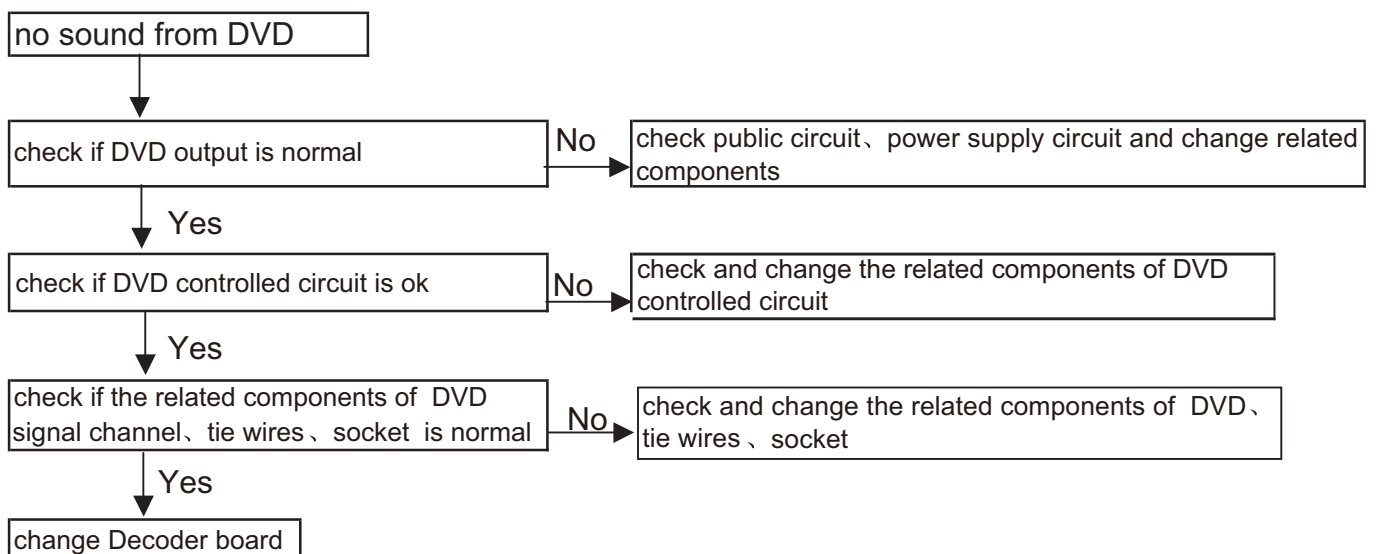 no sound from DVD
check if DVD output is normal
No
check public circuit、power supply circuit and change related
components
Yes
check if DVD controlled circuit is ok
No
check and change the related components of DVD
controlled circuit
Yes
check if the related components of DVD
signal channel、tie wires、socket is normal
No
check and change the related components of DVD、
tie wires、socket
Yes
change Decoder board